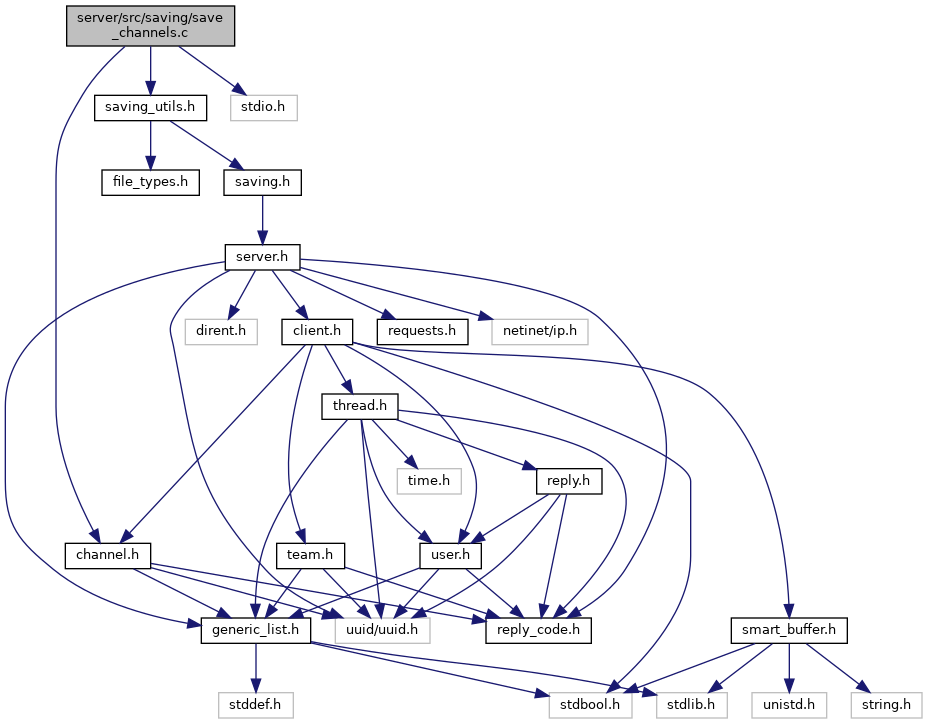 server/src/saving/save
_channels.c
saving_utils.h
stdio.h
file_types.h
saving.h
server.h
dirent.h
client.h
requests.h
netinet/ip.h
thread.h
time.h
reply.h
channel.h
team.h
user.h
generic_list.h
uuid/uuid.h
reply_code.h
smart_buffer.h
stddef.h
stdbool.h
stdlib.h
unistd.h
string.h